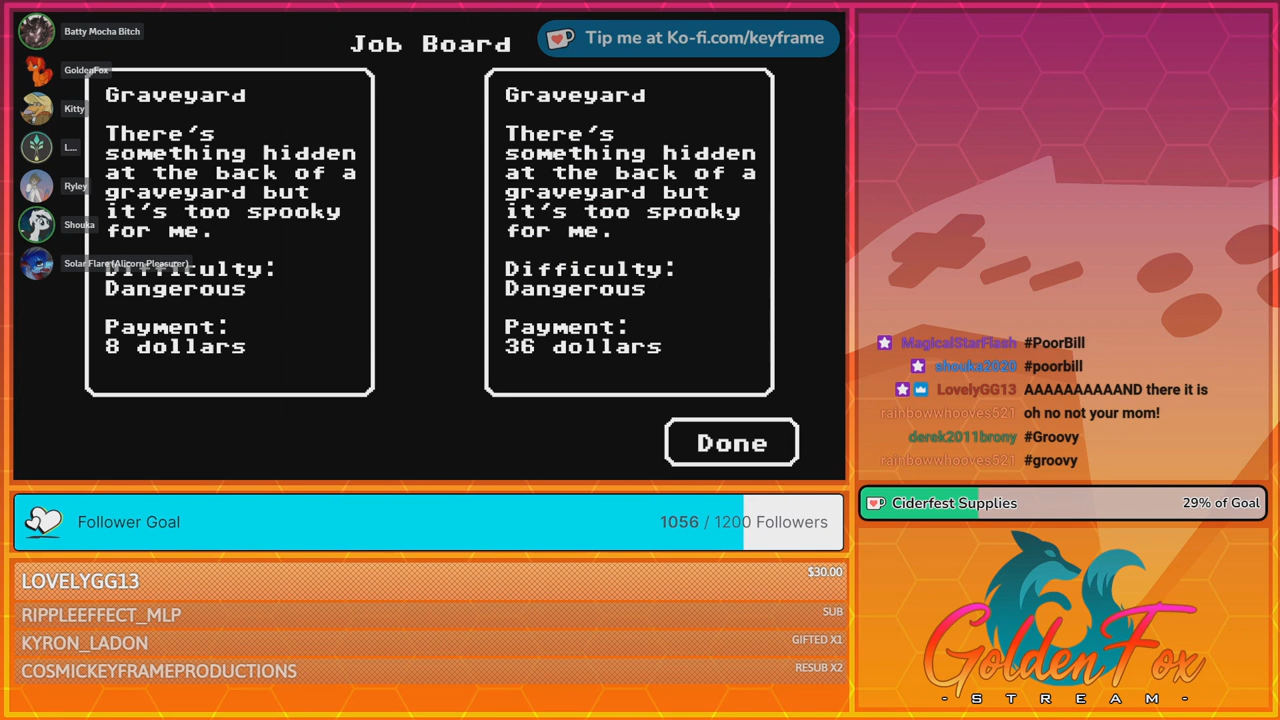 Batty Mocha Bitch
GoldenFox
Kitty
L...
Ryley
Shouka
Solar Flare (Alicorn Pleasurer)
Job Board
Tip me at Ko-fi.com/keyframe
Graveyard
There's
something hidden
at the back of a
graveyard but
it's too spooky
for me.
Difficulty:
Dangerous
Payment:
8 dollars
Graveyard
There's
something hidden
at the back of a
graveyard but
it's too spooky
for me.
Difficulty:
Dangerous
Payment:
36 dollars
Done
MagicalStarFlash #PoorBill
shouka2020 #poorbill
LovelyGG13 AAAAAAAAAAND there it is
rainbowwhooves521 oh no not your mom!
derek2011brony #Groovy
rainbowwhooves521 #groovy
Follower Goal 1056 / 1200 Followers
Ciderfest Supplies 29% of Goal
LOVELYGG13 $30.00
RIPPLEEFFECT_MLP SUB
KYRON_LADON GIFTED X1
COSMICKEYFRAMEPRODUCTIONS RESUB X2
GoldenFox
- STREAM -